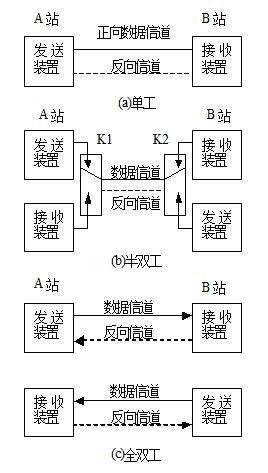 A站 B站
正向数据信道
发送装置 接收装置
反向信道
(a)单工
A站 B站
发送装置 K1 K2 接收装置
数据信道
反向信道
接收装置 发送装置
(b)半双工
A站 B站
数据信道
发送装置 接收装置
反向信道
数据信道
接收装置 发送装置
反向信道
(c)全双工